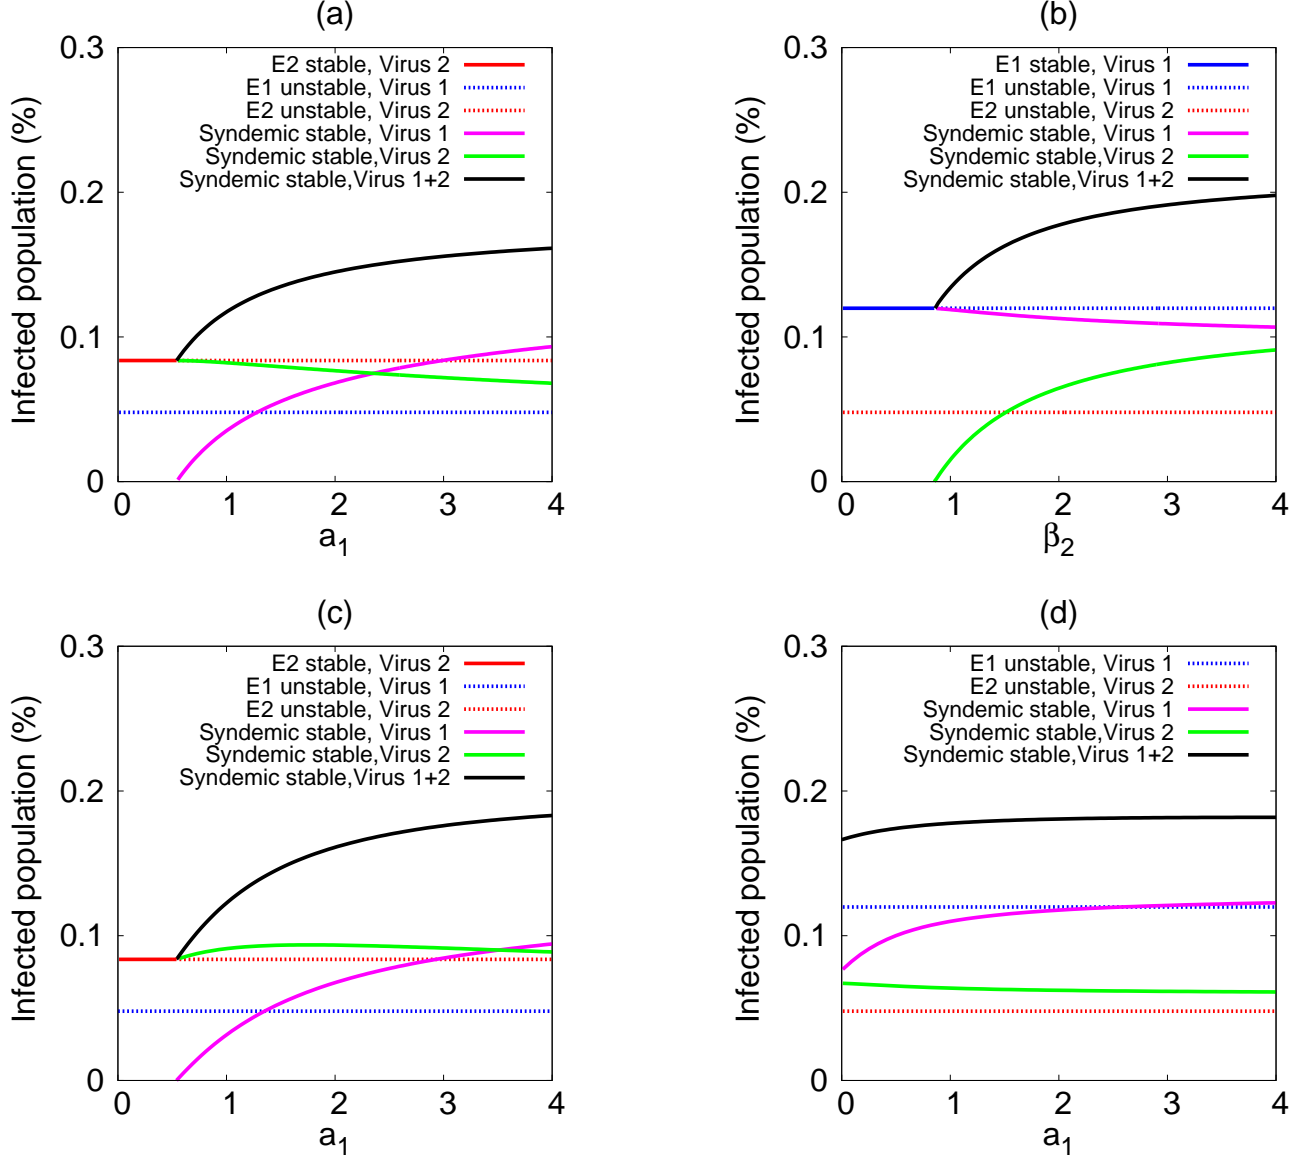 (a)
0.3
0.2
0.1
0
Infected population (%)
E2 stable, Virus 2
E1 unstable, Virus 1
E2 unstable, Virus 2
Syndemic stable, Virus 1
Syndemic stable,Virus 2
Syndemic stable,Virus 1+2
0 1 2 3 4
a1
(b)
0.3
0.2
0.1
0
Infected population (%)
E1 stable, Virus 1
E1 unstable, Virus 1
E2 unstable, Virus 2
Syndemic stable, Virus 1
Syndemic stable,Virus 2
Syndemic stable,Virus 1+2
0 1 2 3 4
β2
(c)
0.3
0.2
0.1
0
Infected population (%)
E2 stable, Virus 2
E1 unstable, Virus 1
E2 unstable, Virus 2
Syndemic stable, Virus 1
Syndemic stable,Virus 2
Syndemic stable,Virus 1+2
0 1 2 3 4
a1
(d)
0.3
0.2
0.1
0
Infected population (%)
E1 unstable, Virus 1
E2 unstable, Virus 2
Syndemic stable, Virus 1
Syndemic stable,Virus 2
Syndemic stable,Virus 1+2
0 1 2 3 4
a1